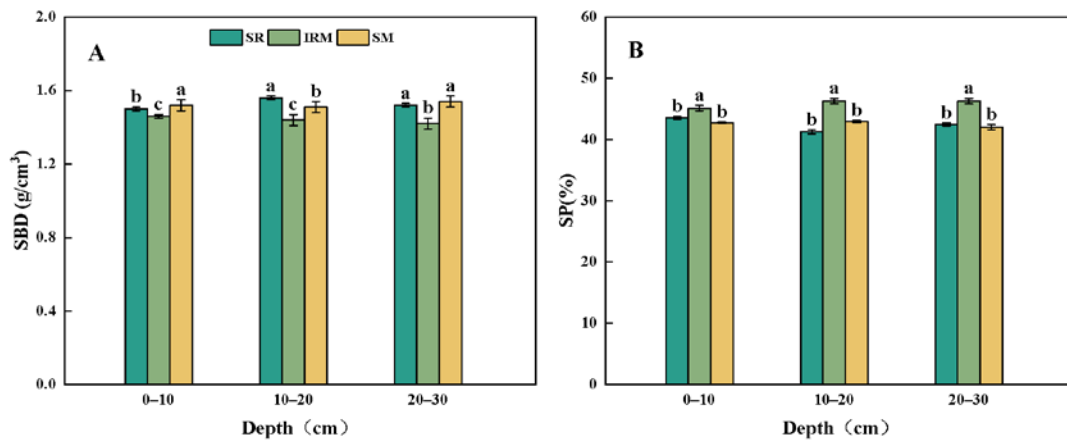 A
SR IRM SM
SBD (g/cm³)
2.0
1.6
1.2
0.8
0.4
0.0
b c a
a c b
a b a
0–10 10–20 20–30
Depth（cm）
B
SP(%)
60
50
40
30
20
10
0
b a b
b a b
b a b
0–10 10–20 20–30
Depth（cm）